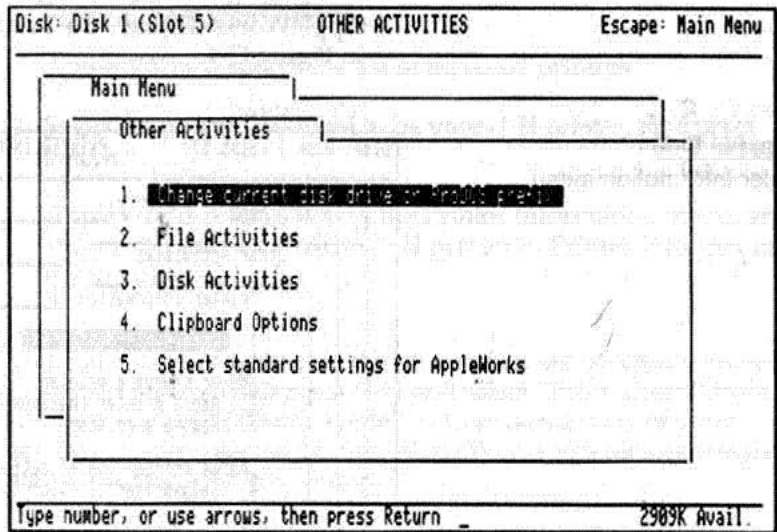 Disk: Disk 1 (Slot 5) OTHER ACTIVITIES Escape: Main Menu
Main Menu
Other Activities
1. Change current disk drive or ProDOS prefix
2. File Activities
3. Disk Activities
4. Clipboard Options
5. Select standard settings for AppleWorks
Type number, or use arrows, then press Return _ 2909K Avail.